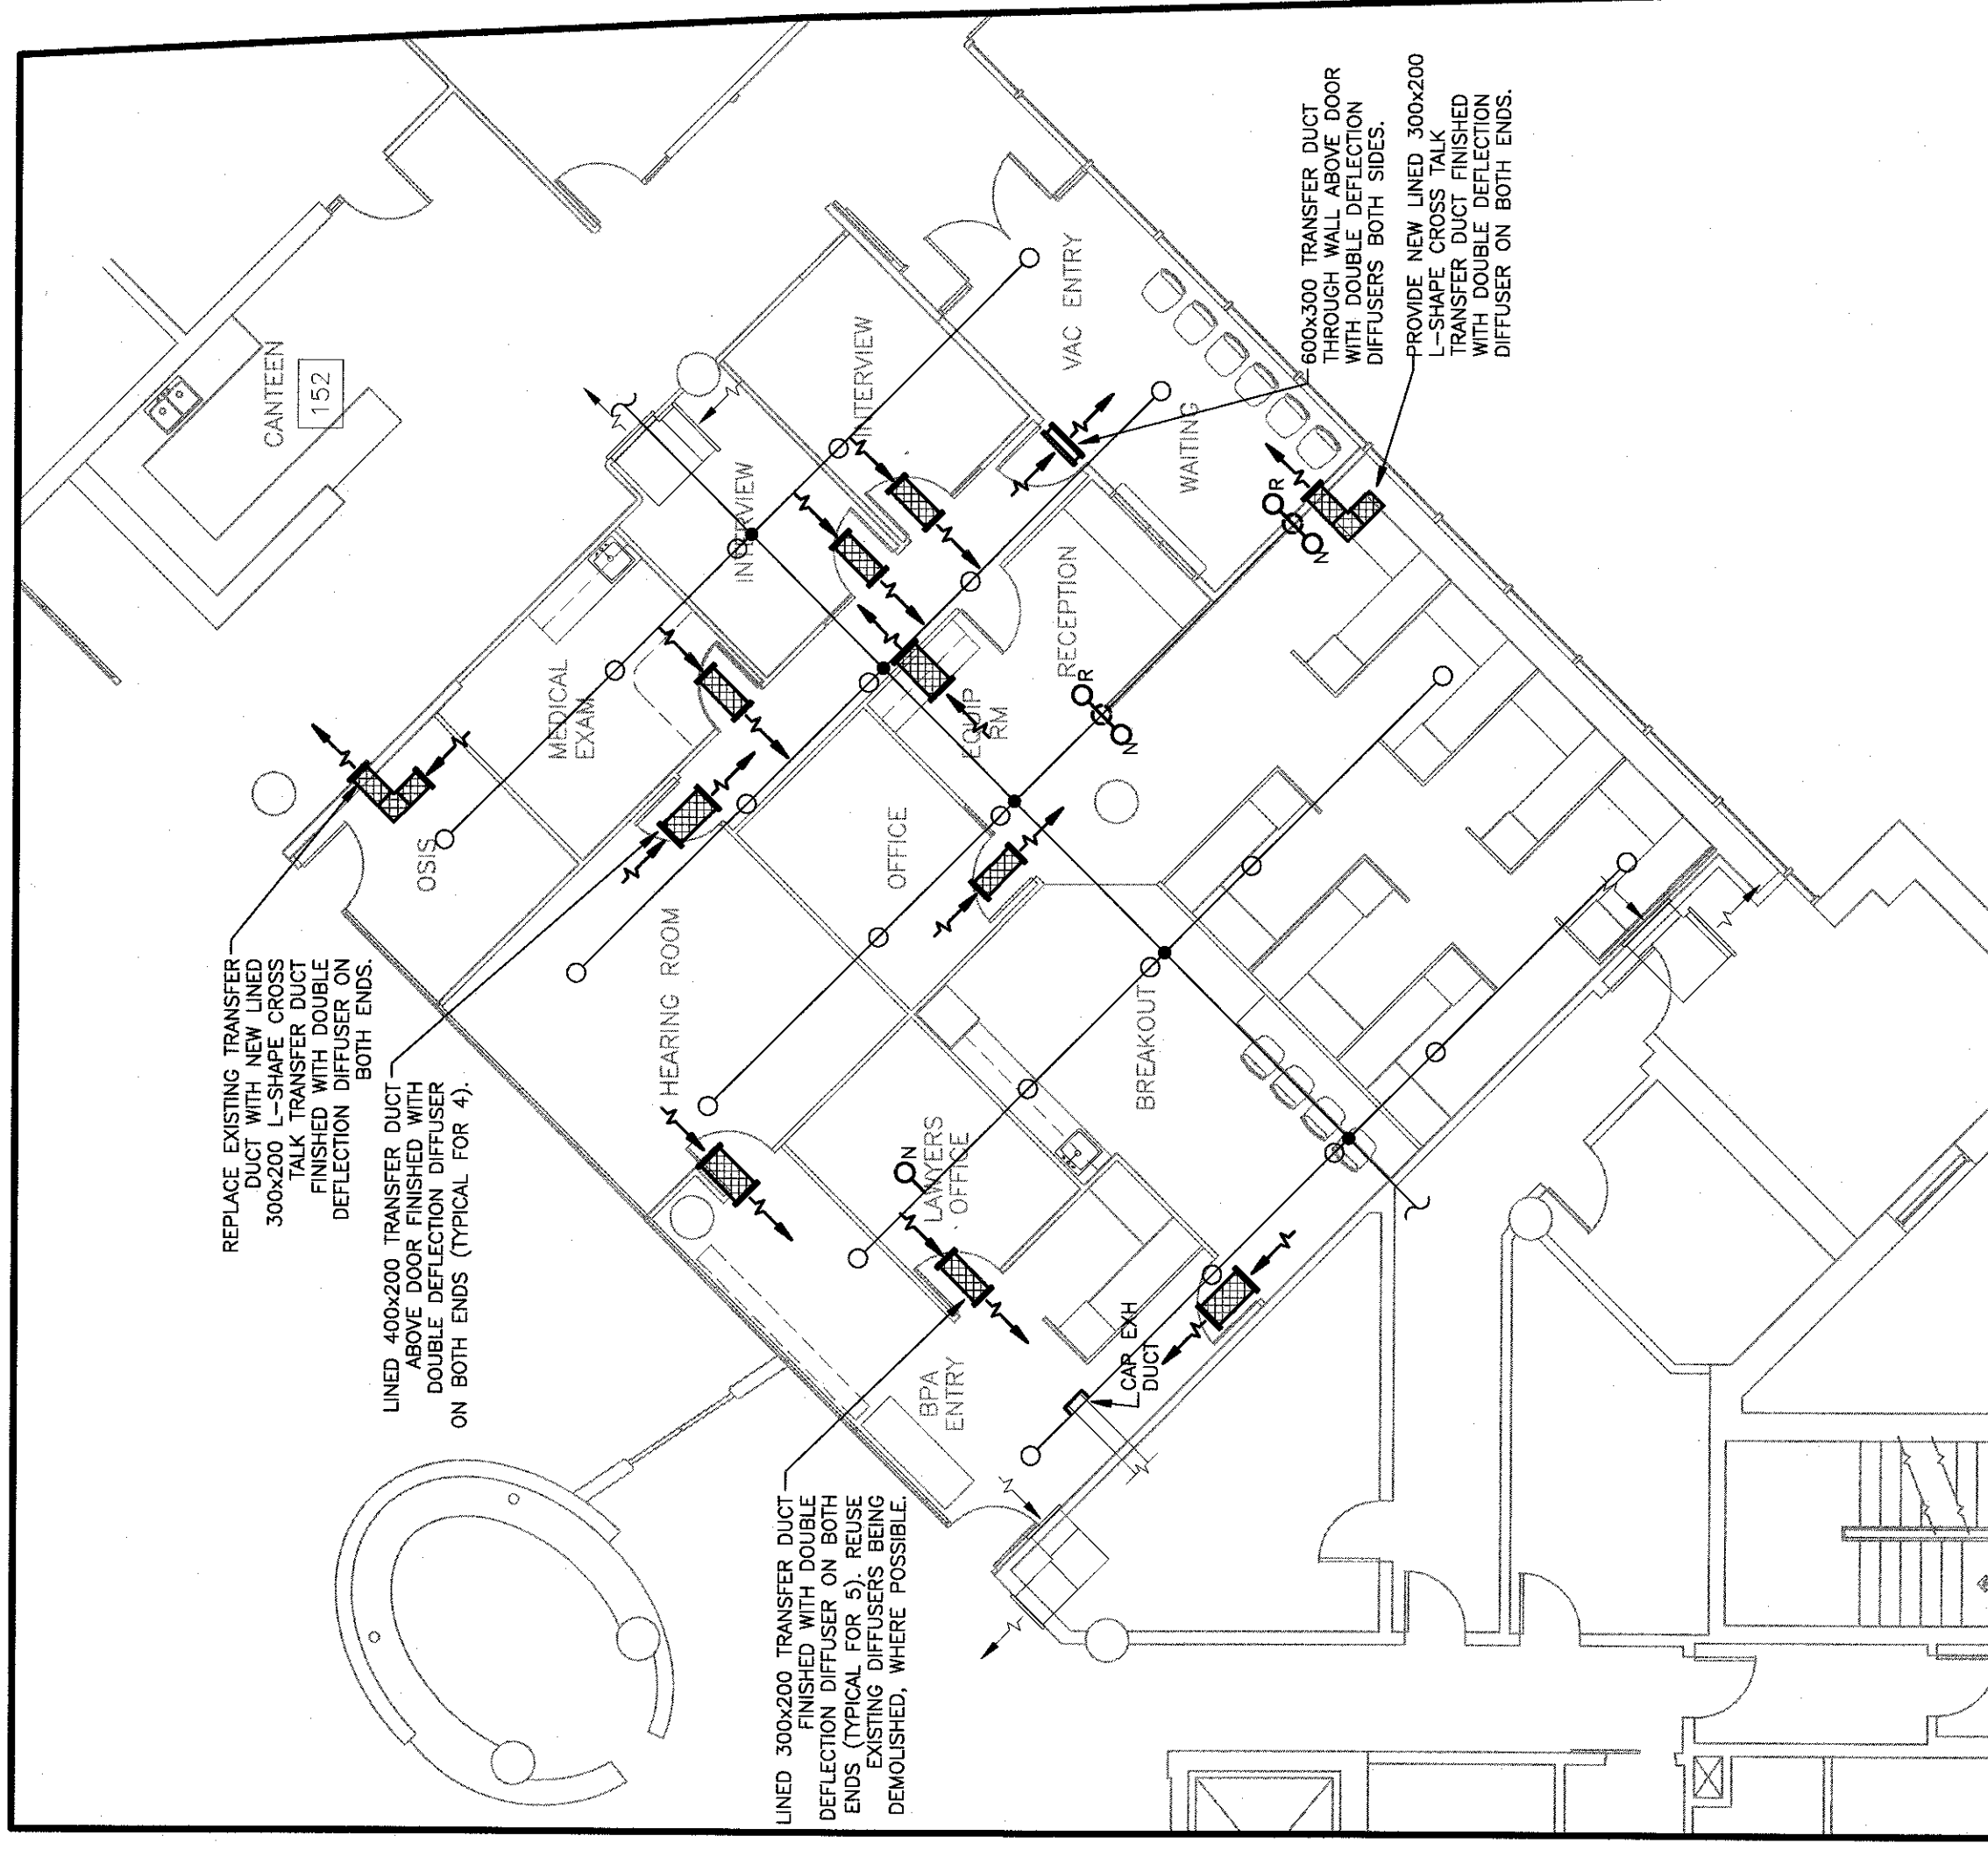 REPLACE EXISTING TRANSFER
DUCT WITH NEW LINED
300x200 L-SHAPE CROSS
TALK TRANSFER DUCT
FINISHED WITH DOUBLE
DEFLECTION DIFFUSER ON
BOTH ENDS.
LINED 400x200 TRANSFER DUCT
ABOVE DOOR FINISHED WITH
DOUBLE DEFLECTION DIFFUSER
ON BOTH ENDS (TYPICAL FOR 4).
LINED 300x200 TRANSFER DUCT
FINISHED WITH DOUBLE
DEFLECTION DIFFUSER ON BOTH
ENDS (TYPICAL FOR 5). REUSE
EXISTING DIFFUSERS BEING
DEMOLISHED, WHERE POSSIBLE.
CANTEEN
152
OSIS
MEDICAL
EXAM
INTERVIEW
INTERVIEW
VAC ENTRY
WAITING
HEARING ROOM
OFFICE
EQUIP
RM
RECEPTION
R
N
R
N
LAWYERS
OFFICE
N
BREAKOUT
BPA
ENTRY
CAP EXH
DUCT
600x300 TRANSFER DUCT
THROUGH WALL ABOVE DOOR
WITH DOUBLE DEFLECTION
DIFFUSERS BOTH SIDES.
PROVIDE NEW LINED 300x200
L-SHAPE CROSS TALK
TRANSFER DUCT FINISHED
WITH DOUBLE DEFLECTION
DIFFUSER ON BOTH ENDS.